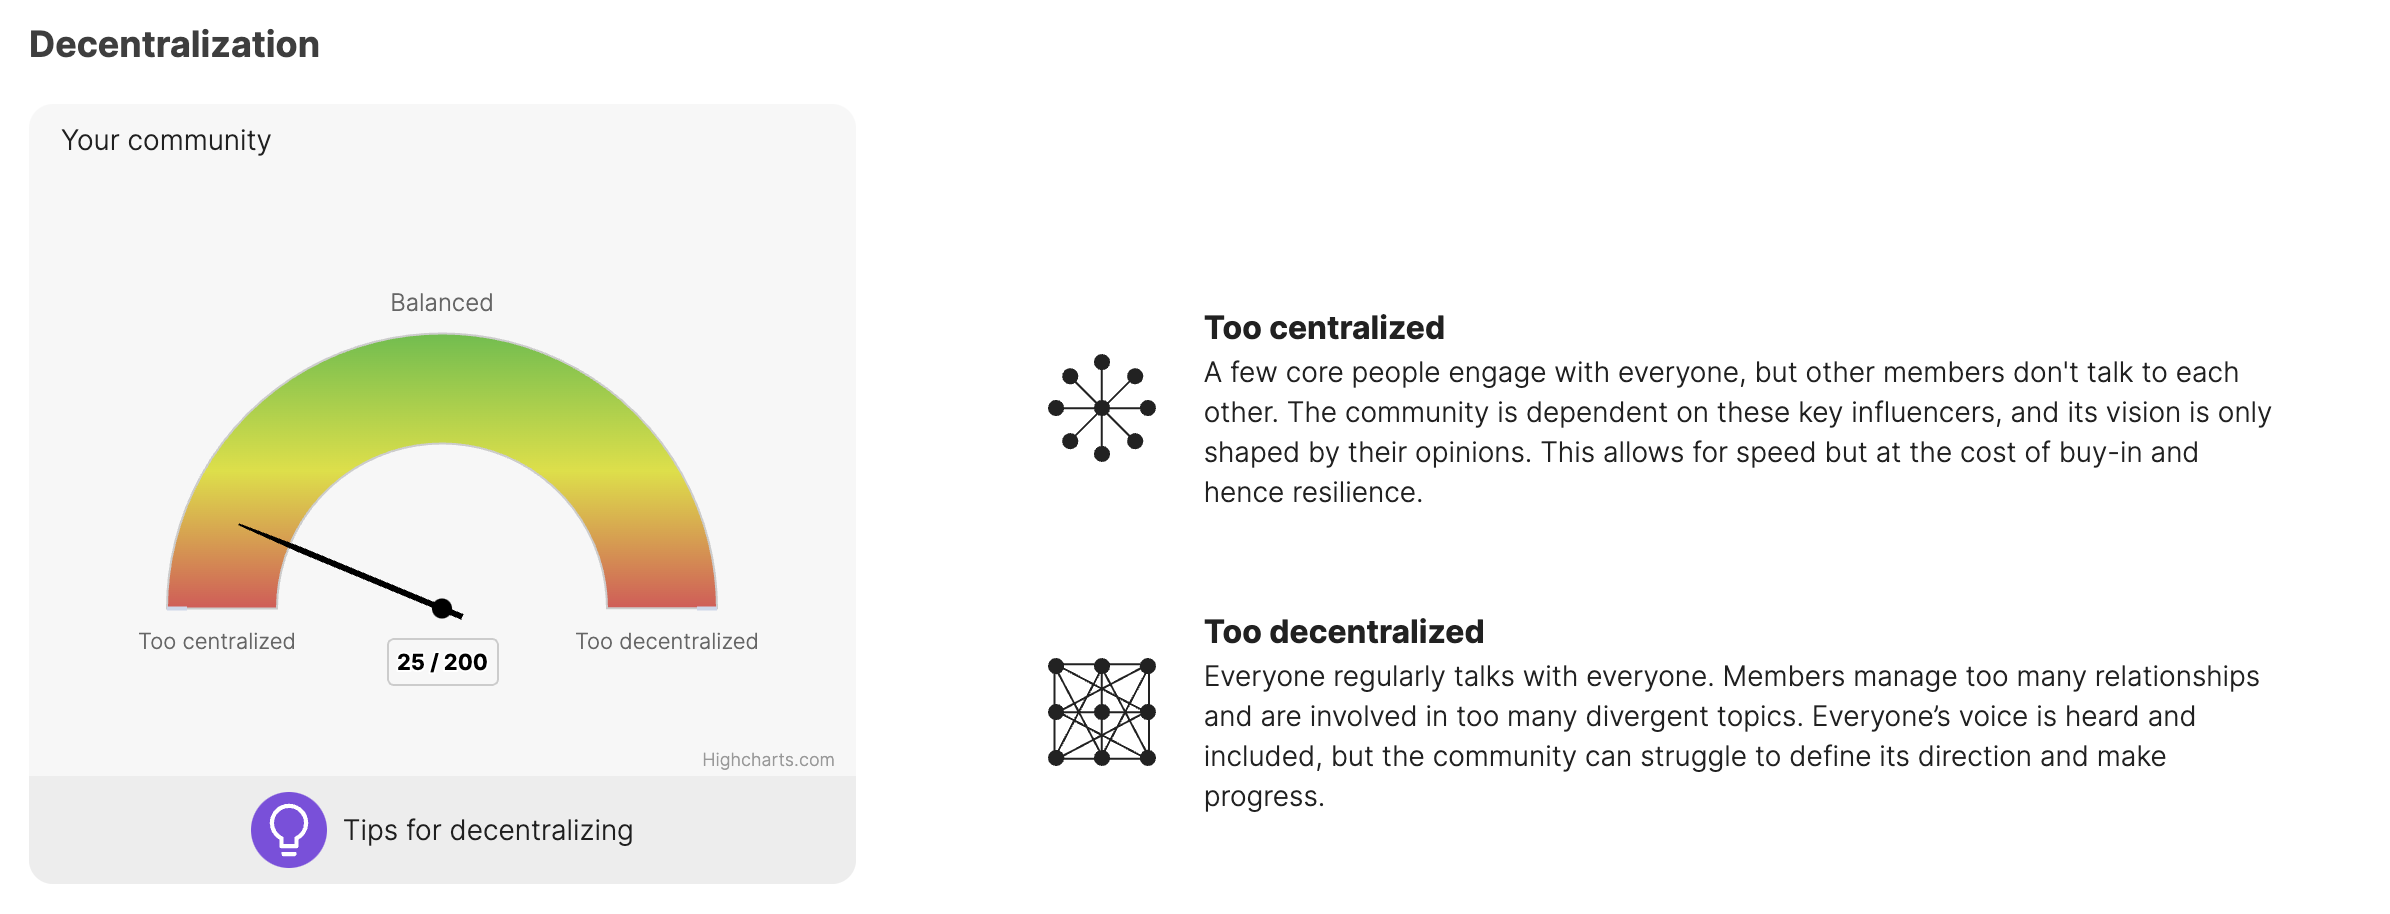 Decentralization
Your community
Balanced
Too centralized
Too decentralized
25 / 200
Highcharts.com
Tips for decentralizing
Too centralized
A few core people engage with everyone, but other members don't talk to each
other. The community is dependent on these key influencers, and its vision is only
shaped by their opinions. This allows for speed but at the cost of buy-in and
hence resilience.
Too decentralized
Everyone regularly talks with everyone. Members manage too many relationships
and are involved in too many divergent topics. Everyone’s voice is heard and
included, but the community can struggle to define its direction and make
progress.